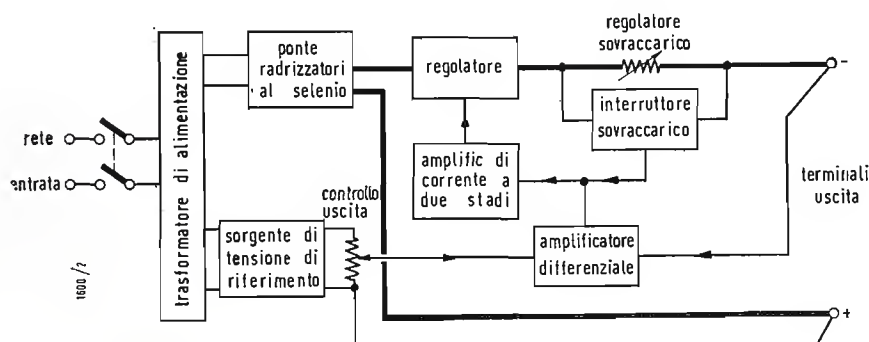 regolatore
sovraccarico
ponte
radrizzatori
al selenio
regolatore
-
interruttore
sovraccarico
trasformatore di alimentazione
rete
entrata
amplific di
corrente a
due stadi
terminali
uscita
controllo
uscita
sorgente di
tensione di
riferimento
amplificatore
differenziale
1600/2
+